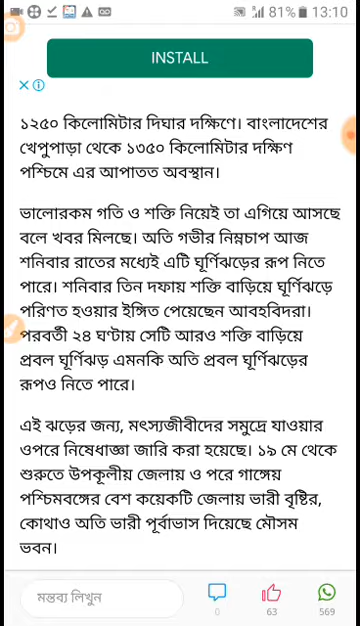 81% 13:10
INSTALL
১২৫০ কিলোমিটার দিঘার দক্ষিণে। বাংলাদেশের
খেপুপাড়া থেকে ১৩৫০ কিলোমিটার দক্ষিণ
পশ্চিমে এর আপাতত অবস্থান।
ভালোরকম গতি ও শক্তি নিয়েই তা এগিয়ে আসছে
বলে খবর মিলছে। অতি গভীর নিম্নচাপ আজ
শনিবার রাতের মধ্যেই এটি ঘূর্ণিঝড়ের রূপ নিতে
পারে। শনিবার তিন দফায় শক্তি বাড়িয়ে ঘূর্ণিঝড়ে
পরিণত হওয়ার ইঙ্গিত পেয়েছেন আবহবিদরা।
পরবর্তী ২৪ ঘণ্টায় সেটি আরও শক্তি বাড়িয়ে
প্রবল ঘূর্ণিঝড় এমনকি অতি প্রবল ঘূর্ণিঝড়ের
রূপও নিতে পারে।
এই ঝড়ের জন্য, মৎস্যজীবীদের সমুদ্রে যাওয়ার
ওপরে নিষেধাজ্ঞা জারি করা হয়েছে। ১৯ মে থেকে
শুরুতে উপকূলীয় জেলায় ও পরে গাঙ্গেয়
পশ্চিমবঙ্গের বেশ কয়েকটি জেলায় ভারী বৃষ্টির,
কোথাও অতি ভারী পূর্বাভাস দিয়েছে মৌসম
ভবন।
মন্তব্য লিখুন
0 63 569